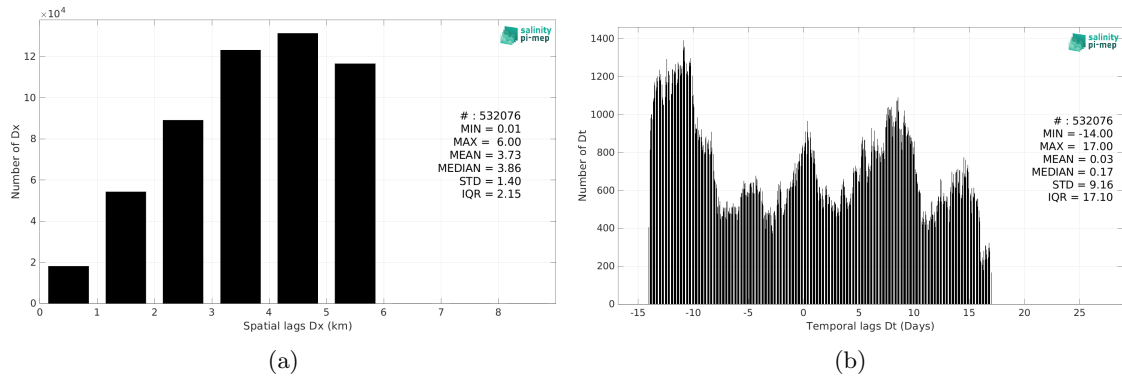 ×10⁴
12
10
8
6
4
2
0
Number of Dx
salinity
pi-mep
# : 532076
MIN = 0.01
MAX = 6.00
MEAN = 3.73
MEDIAN = 3.86
STD = 1.40
IQR = 2.15
0 1 2 3 4 5 6 7 8
Spatial lags Dx (km)
(a)
1400
1200
1000
800
600
400
200
0
Number of Dt
salinity
pi-mep
# : 532076
MIN = -14.00
MAX = 17.00
MEAN = 0.03
MEDIAN = 0.17
STD = 9.16
IQR = 17.10
-15 -10 -5 0 5 10 15 20 25
Temporal lags Dt (Days)
(b)